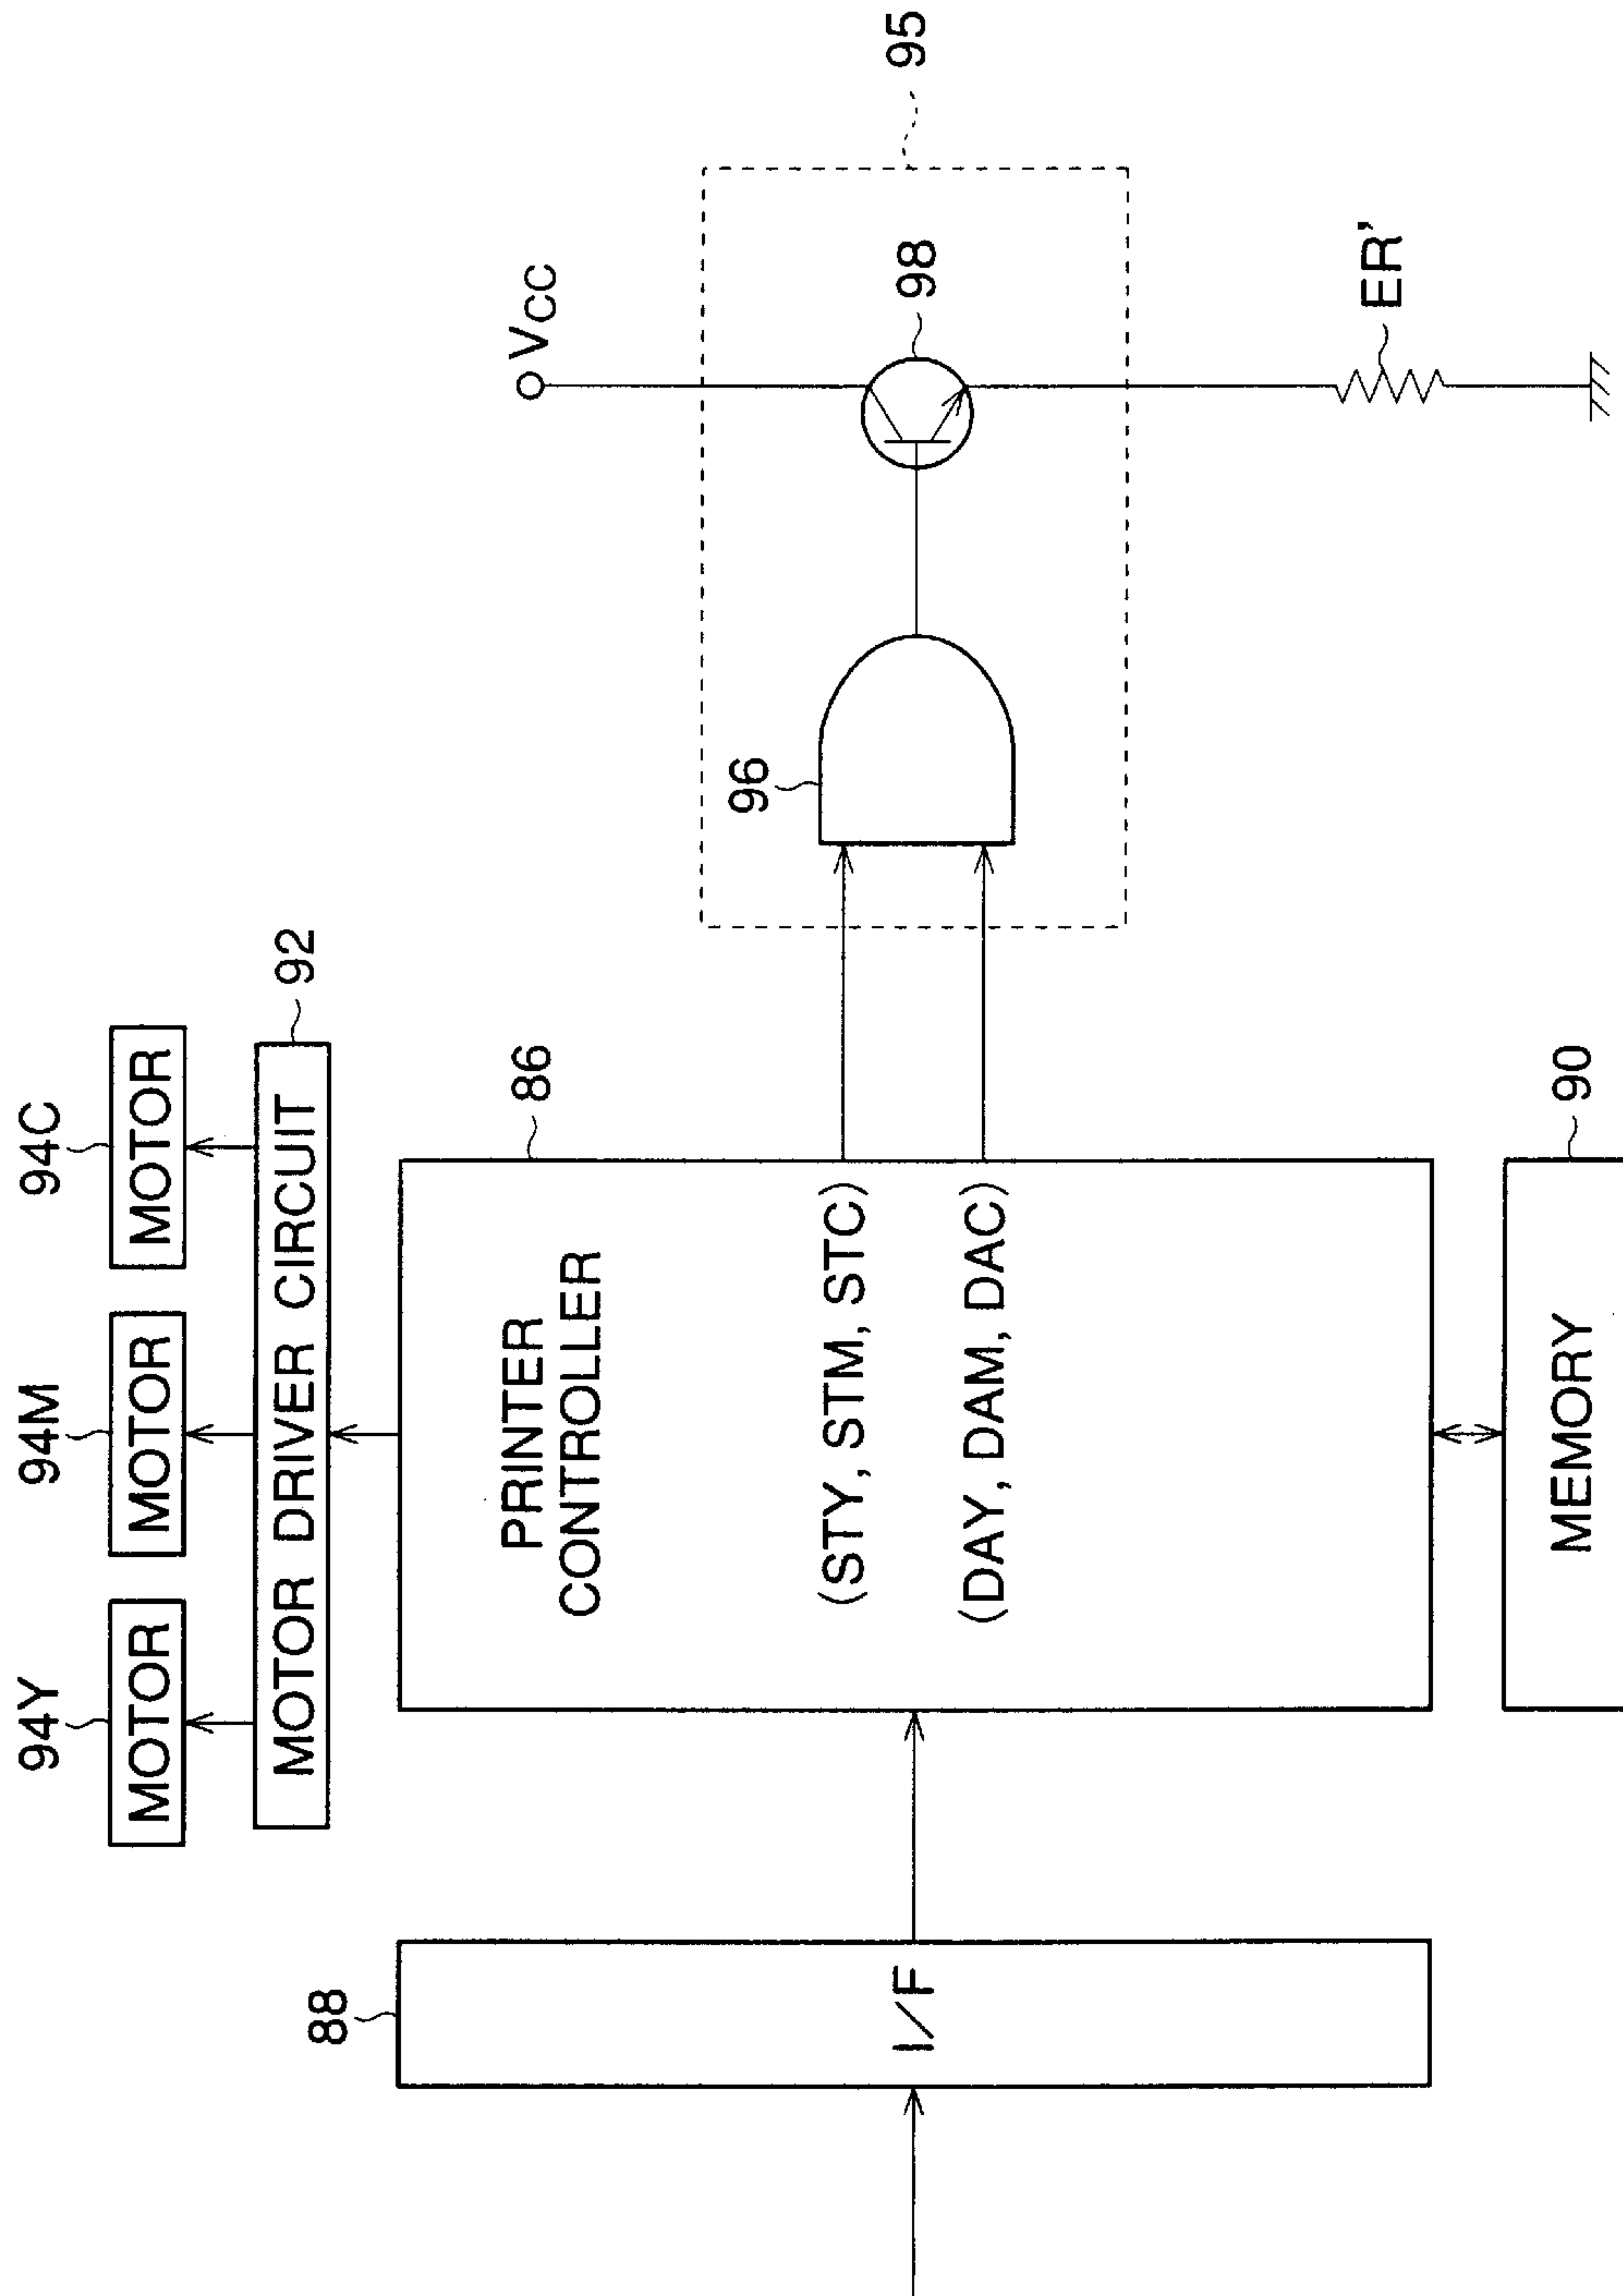 94Y
94M
94C
MOTOR
MOTOR
MOTOR
92
MOTOR DRIVER CIRCUIT
88
86
I/F
PRINTER
CONTROLLER
(STY, STM, STC)
(DAY, DAM, DAC)
90
MEMORY
95
96
98
VCC
ER'